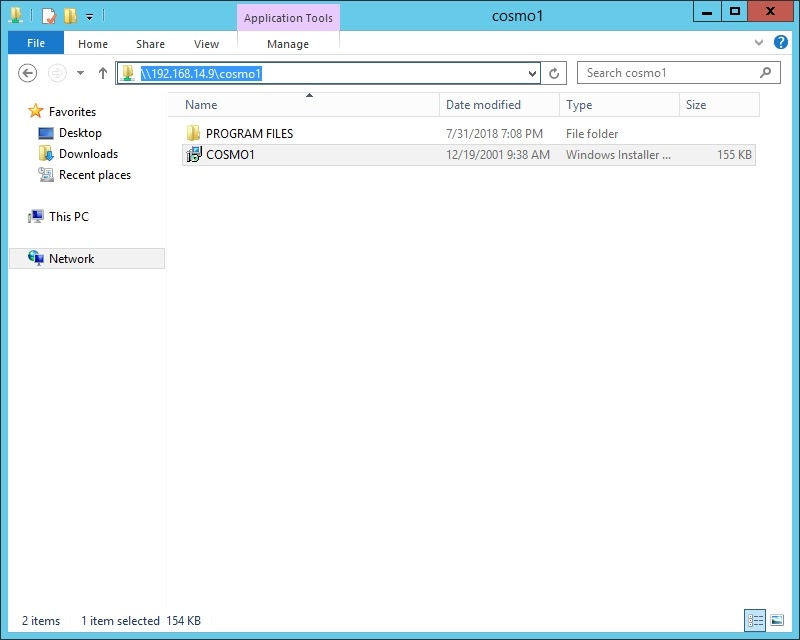 Application Tools
cosmo1
File Home Share View Manage
\\192.168.14.9\cosmo1
Search cosmo1
Name Date modified Type Size
Favorites
Desktop
Downloads
Recent places
This PC
Network
PROGRAM FILES 7/31/2018 7:08 PM File folder
COSMO1 12/19/2001 9:38 AM Windows Installer ... 155 KB
2 items 1 item selected 154 KB